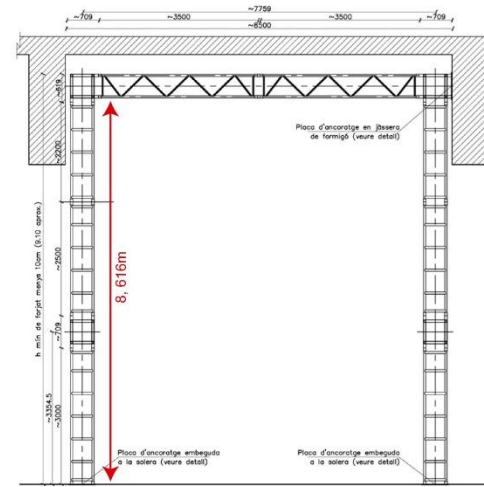 ~7759
~709
~3500
~3500
~709
~8500
~619
Placa d'ancoratge en jàssera
de formigó (veure detall)
~2200
h mín de forjat menys 10cm (9,10 aprox.)
8, 616m
~2500
~709
~3354.5
~3000
Placa d'ancoratge embeguda
a la solera (veure detall)
Placa d'ancoratge embeguda
a la solera (veure detall)